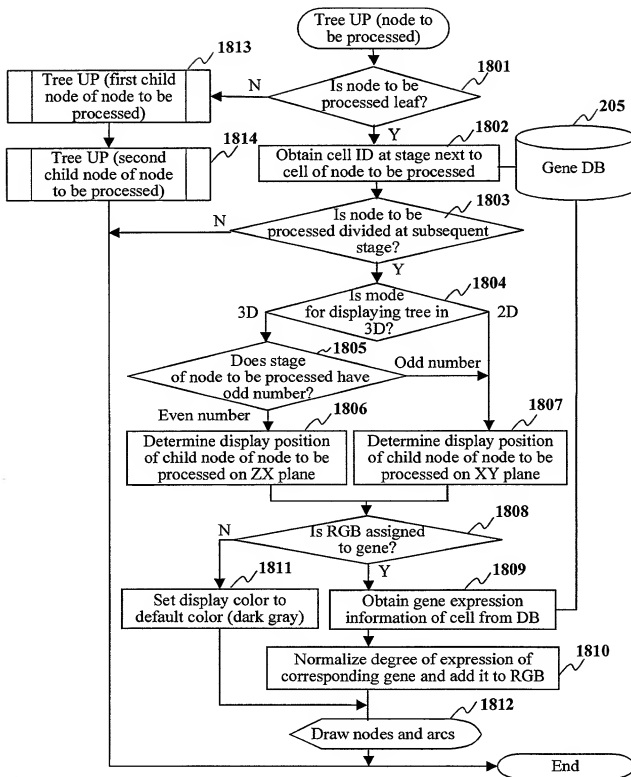 Tree UP (node to
be processed)
1813
Tree UP (first child
node of node to be
processed)
N
1801
Is node to be
processed leaf?
Y
1814
Tree UP (second
child node of node
to be processed)
1802
Obtain cell ID at stage next to
cell of node to be processed
205
Gene DB
1803
N
Is node to be
processed divided at subsequent
stage?
Y
1804
Is mode
for displaying tree in
3D?
3D
2D
1805
Does stage
of node to be processed have
odd number?
Odd number
Even number
1806
Determine display position
of child node of node to be
processed on ZX plane
1807
Determine display position
of child node of node to be
processed on XY plane
1808
N
Is RGB assigned
to gene?
Y
1811
Set display color to
default color (dark gray)
1809
Obtain gene expression
information of cell from DB
1810
Normalize degree of expression of
corresponding gene and add it to RGB
1812
Draw nodes and arcs
End